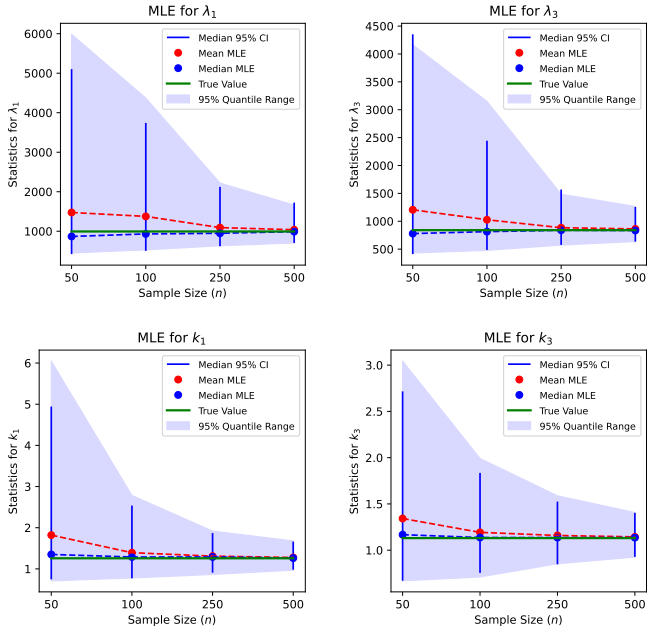 MLE for λ1
Statistics for λ1
6000
5000
4000
3000
2000
1000
Median 95% CI
Mean MLE
Median MLE
True Value
95% Quantile Range
50 100 250 500
Sample Size (n)
MLE for λ3
Statistics for λ3
4500
4000
3500
3000
2500
2000
1500
1000
500
Median 95% CI
Mean MLE
Median MLE
True Value
95% Quantile Range
50 100 250 500
Sample Size (n)
MLE for k1
Statistics for k1
6
5
4
3
2
1
Median 95% CI
Mean MLE
Median MLE
True Value
95% Quantile Range
50 100 250 500
Sample Size (n)
MLE for k3
Statistics for k3
3.0
2.5
2.0
1.5
1.0
Median 95% CI
Mean MLE
Median MLE
True Value
95% Quantile Range
50 100 250 500
Sample Size (n)